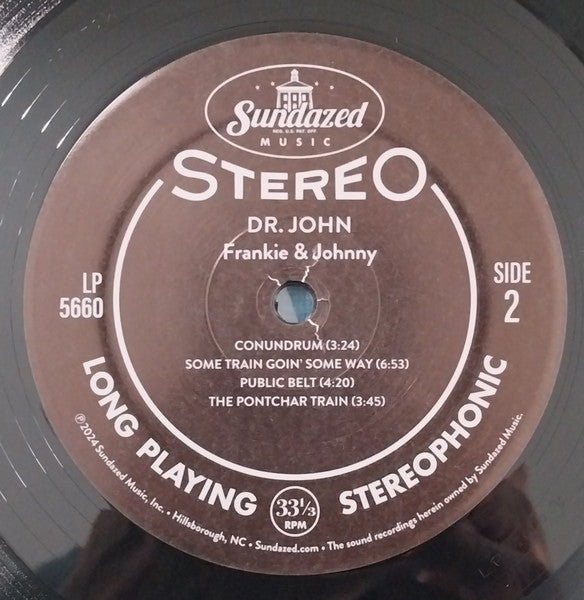 Sundazed
REG. U.S. PAT. OFF.
MUSIC
STEREO
DR. JOHN
Frankie & Johnny
LP
5660
SIDE
2
CONUNDRUM (3:24)
SOME TRAIN GOIN' SOME WAY (6:53)
PUBLIC BELT (4:20)
THE PONTCHAR TRAIN (3:45)
LONG PLAYING
STEREOPHONIC
33⅓
RPM
℗2024 Sundazed Music, Inc. • Hillsborough, NC • Sundazed.com • The sound recordings herein owned by Sundazed Music.